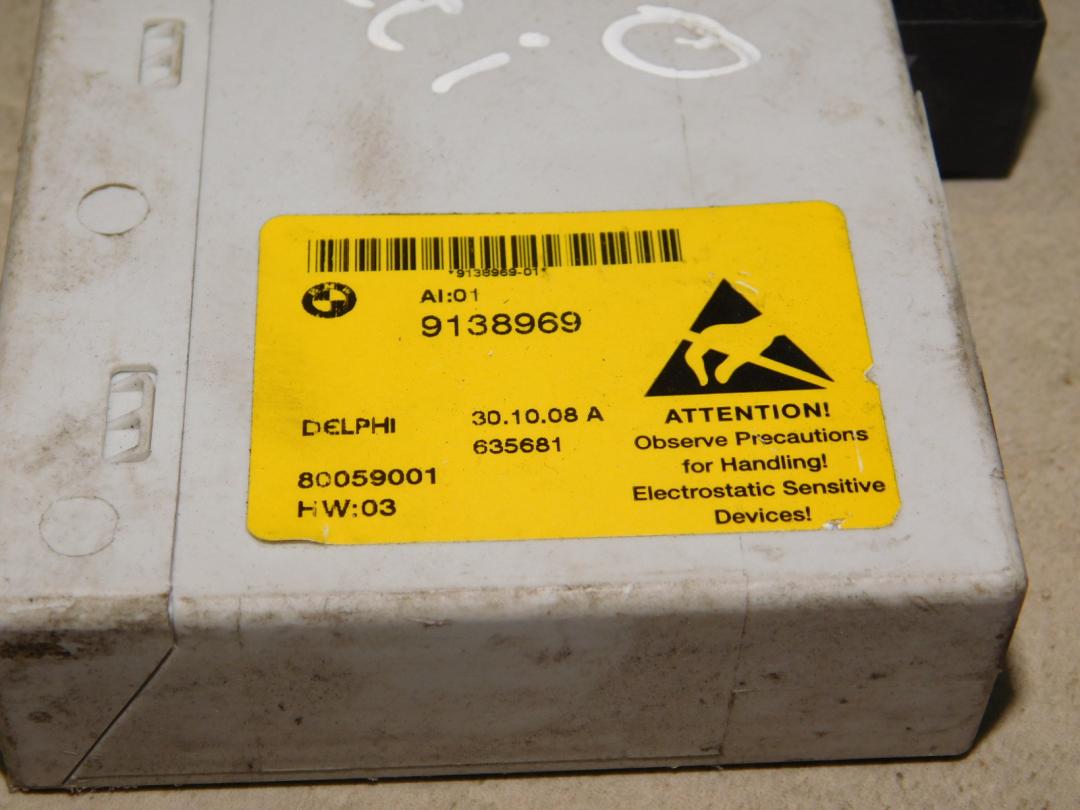 *9138969-01*
BMW
AI:01
9138969
DELPHI
30.10.08 A
635681
80059001
HW:03
ATTENTION!
Observe Precautions
for Handling!
Electrostatic Sensitive
Devices!